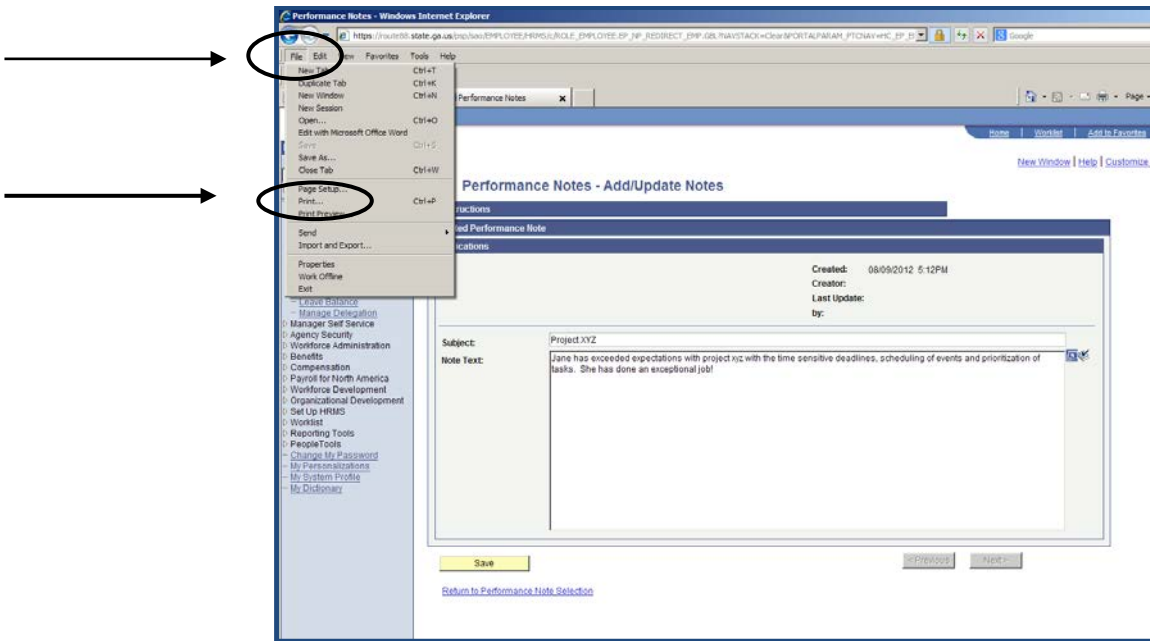 Performance Notes - Windows Internet Explorer
https://route88.state.ga.us/psp/sao/EMPLOYEE/HRMS/c/ROLE_EMPLOYEE.EP_NP_REDIRECT_EMP.GBL?NAVSTACK=Clear&PORTALPARAM_PTCNAV=HC_EP_E
Google
File Edit View Favorites Tools Help
New Tab Ctrl+T
Duplicate Tab Ctrl+K
New Window Ctrl+N
New Session
Open... Ctrl+O
Edit with Microsoft Office Word
Save Ctrl+S
Save As...
Close Tab Ctrl+W
Page Setup...
Print... Ctrl+P
Print Preview...
Send
Import and Export...
Properties
Work Offline
Exit
Performance Notes
Page
Home | Worklist | Add to Favorites
New Window | Help | Customize
Performance Notes - Add/Update Notes
ructions
ted Performance Note
ications
Created: 08/09/2012 5:12PM
Creator:
Last Update:
by:
Leave Balance
Manage Delegation
Manager Self Service
Agency Security
Workforce Administration
Benefits
Compensation
Payroll for North America
Workforce Development
Organizational Development
Set Up HRMS
Worklist
Reporting Tools
PeopleTools
Change My Password
My Personalizations
My System Profile
My Dictionary
Subject: Project XYZ
Note Text: Jane has exceeded expectations with project xyz with the time sensitive deadlines, scheduling of events and prioritization of
tasks. She has done an exceptional job!
Save
<Previous Next>
Return to Performance Note Selection